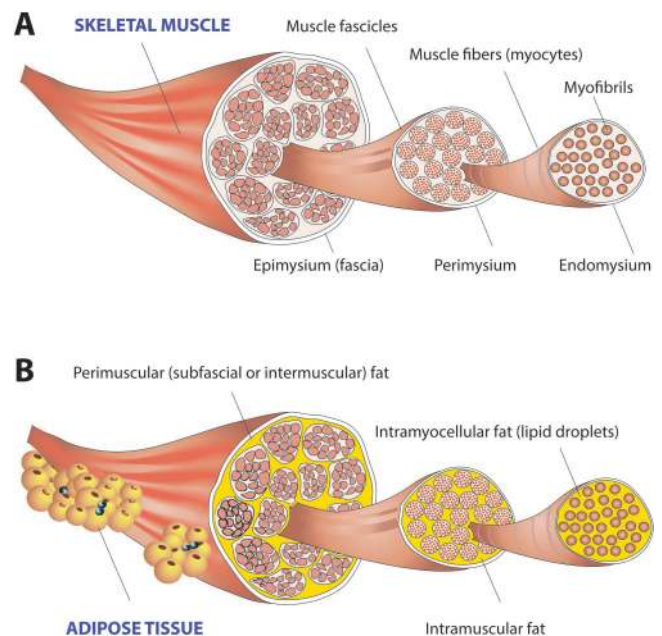 A
SKELETAL MUSCLE
Muscle fascicles
Muscle fibers (myocytes)
Myofibrils
Epimysium (fascia)
Perimysium
Endomysium
B
Perimuscular (subfascial or intermuscular) fat
Intramyocellular fat (lipid droplets)
ADIPOSE TISSUE
Intramuscular fat